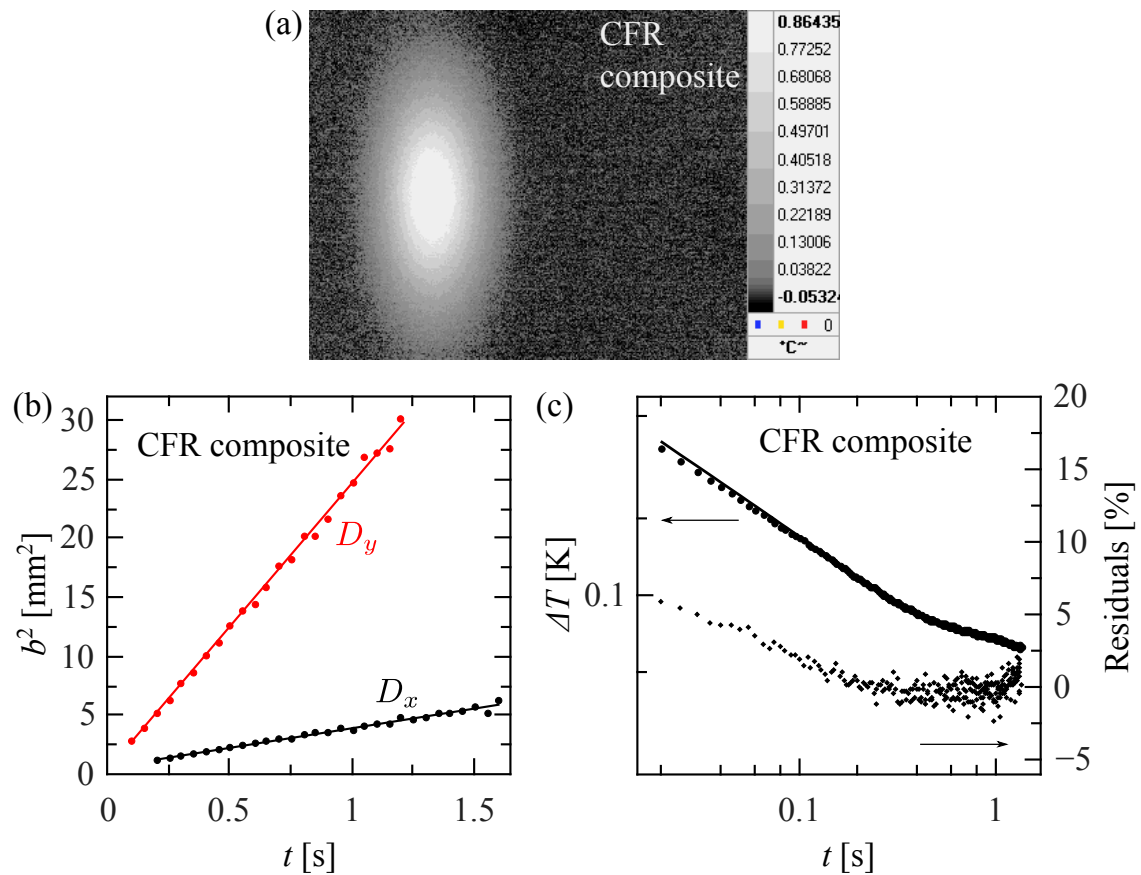 (a)
CFR
composite
0.86435
0.77252
0.68068
0.58885
0.49701
0.40518
0.31372
0.22189
0.13006
0.03822
-0.05324
0
°C~
(b)
30
25
20
15
10
5
0
b² [mm²]
CFR composite
D_y
D_x
0
0.5
1
1.5
t [s]
(c)
0.1
ΔT [K]
CFR composite
20
15
10
5
0
−5
Residuals [%]
0.1
1
t [s]